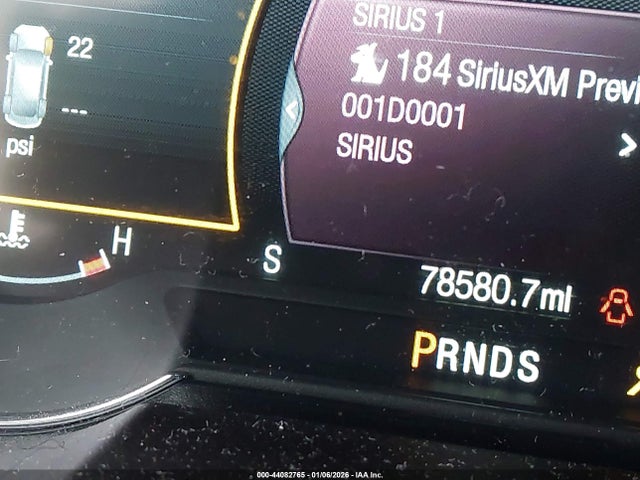 22
---
psi
H
SIRIUS 1
184 SiriusXM Previ
001D0001
SIRIUS
S
78580.7mi
PRNDS
000-44082765 - 01/06/2026 - IAA Inc.